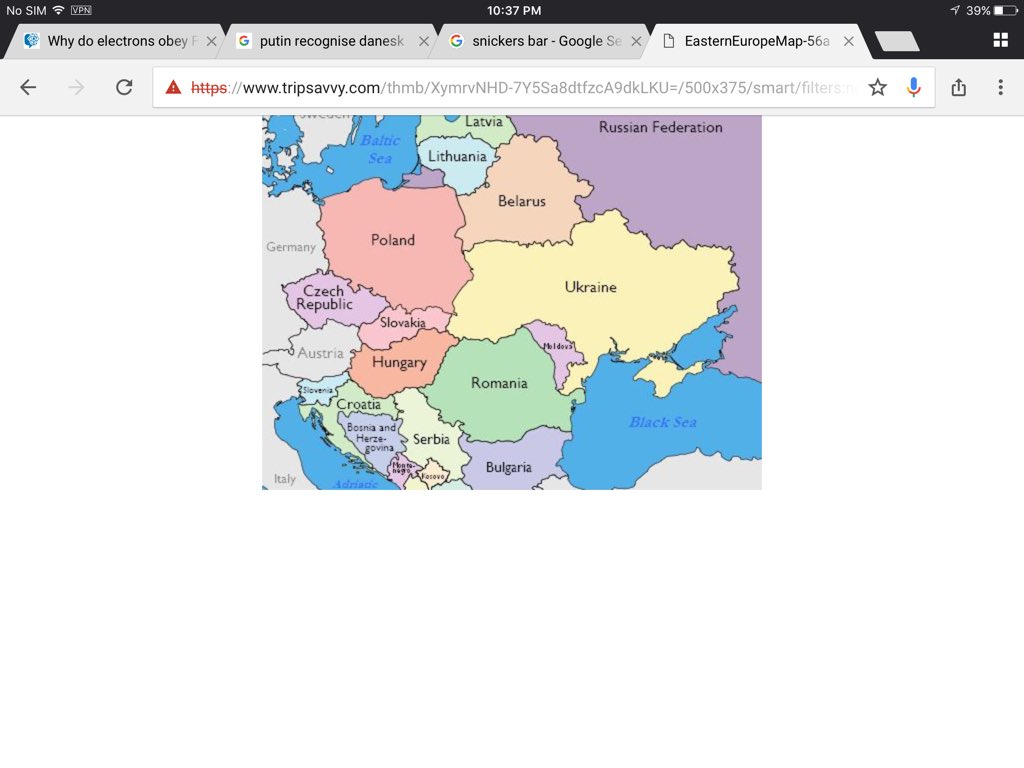 No SIM VPN 10:37 PM 39%
Why do electrons obey F
putin recognise danesk
snickers bar - Google Se
EasternEuropeMap-56a
https://www.tripsavvy.com/thmb/XymrvNHD-7Y5Sa8dtfzcA9dkLKU=/500x375/smart/filters:n
Sweden
Latvia
Russian Federation
Baltic
Sea
Lithuania
Belarus
Poland
Germany
Ukraine
Czech
Republic
Slovakia
Moldova
Austria
Hungary
Romania
Slovenia
Croatia
Black Sea
Bosnia and
Herze-
govina
Serbia
Monte-
negro
Kosovo
Bulgaria
Italy
Adriatic